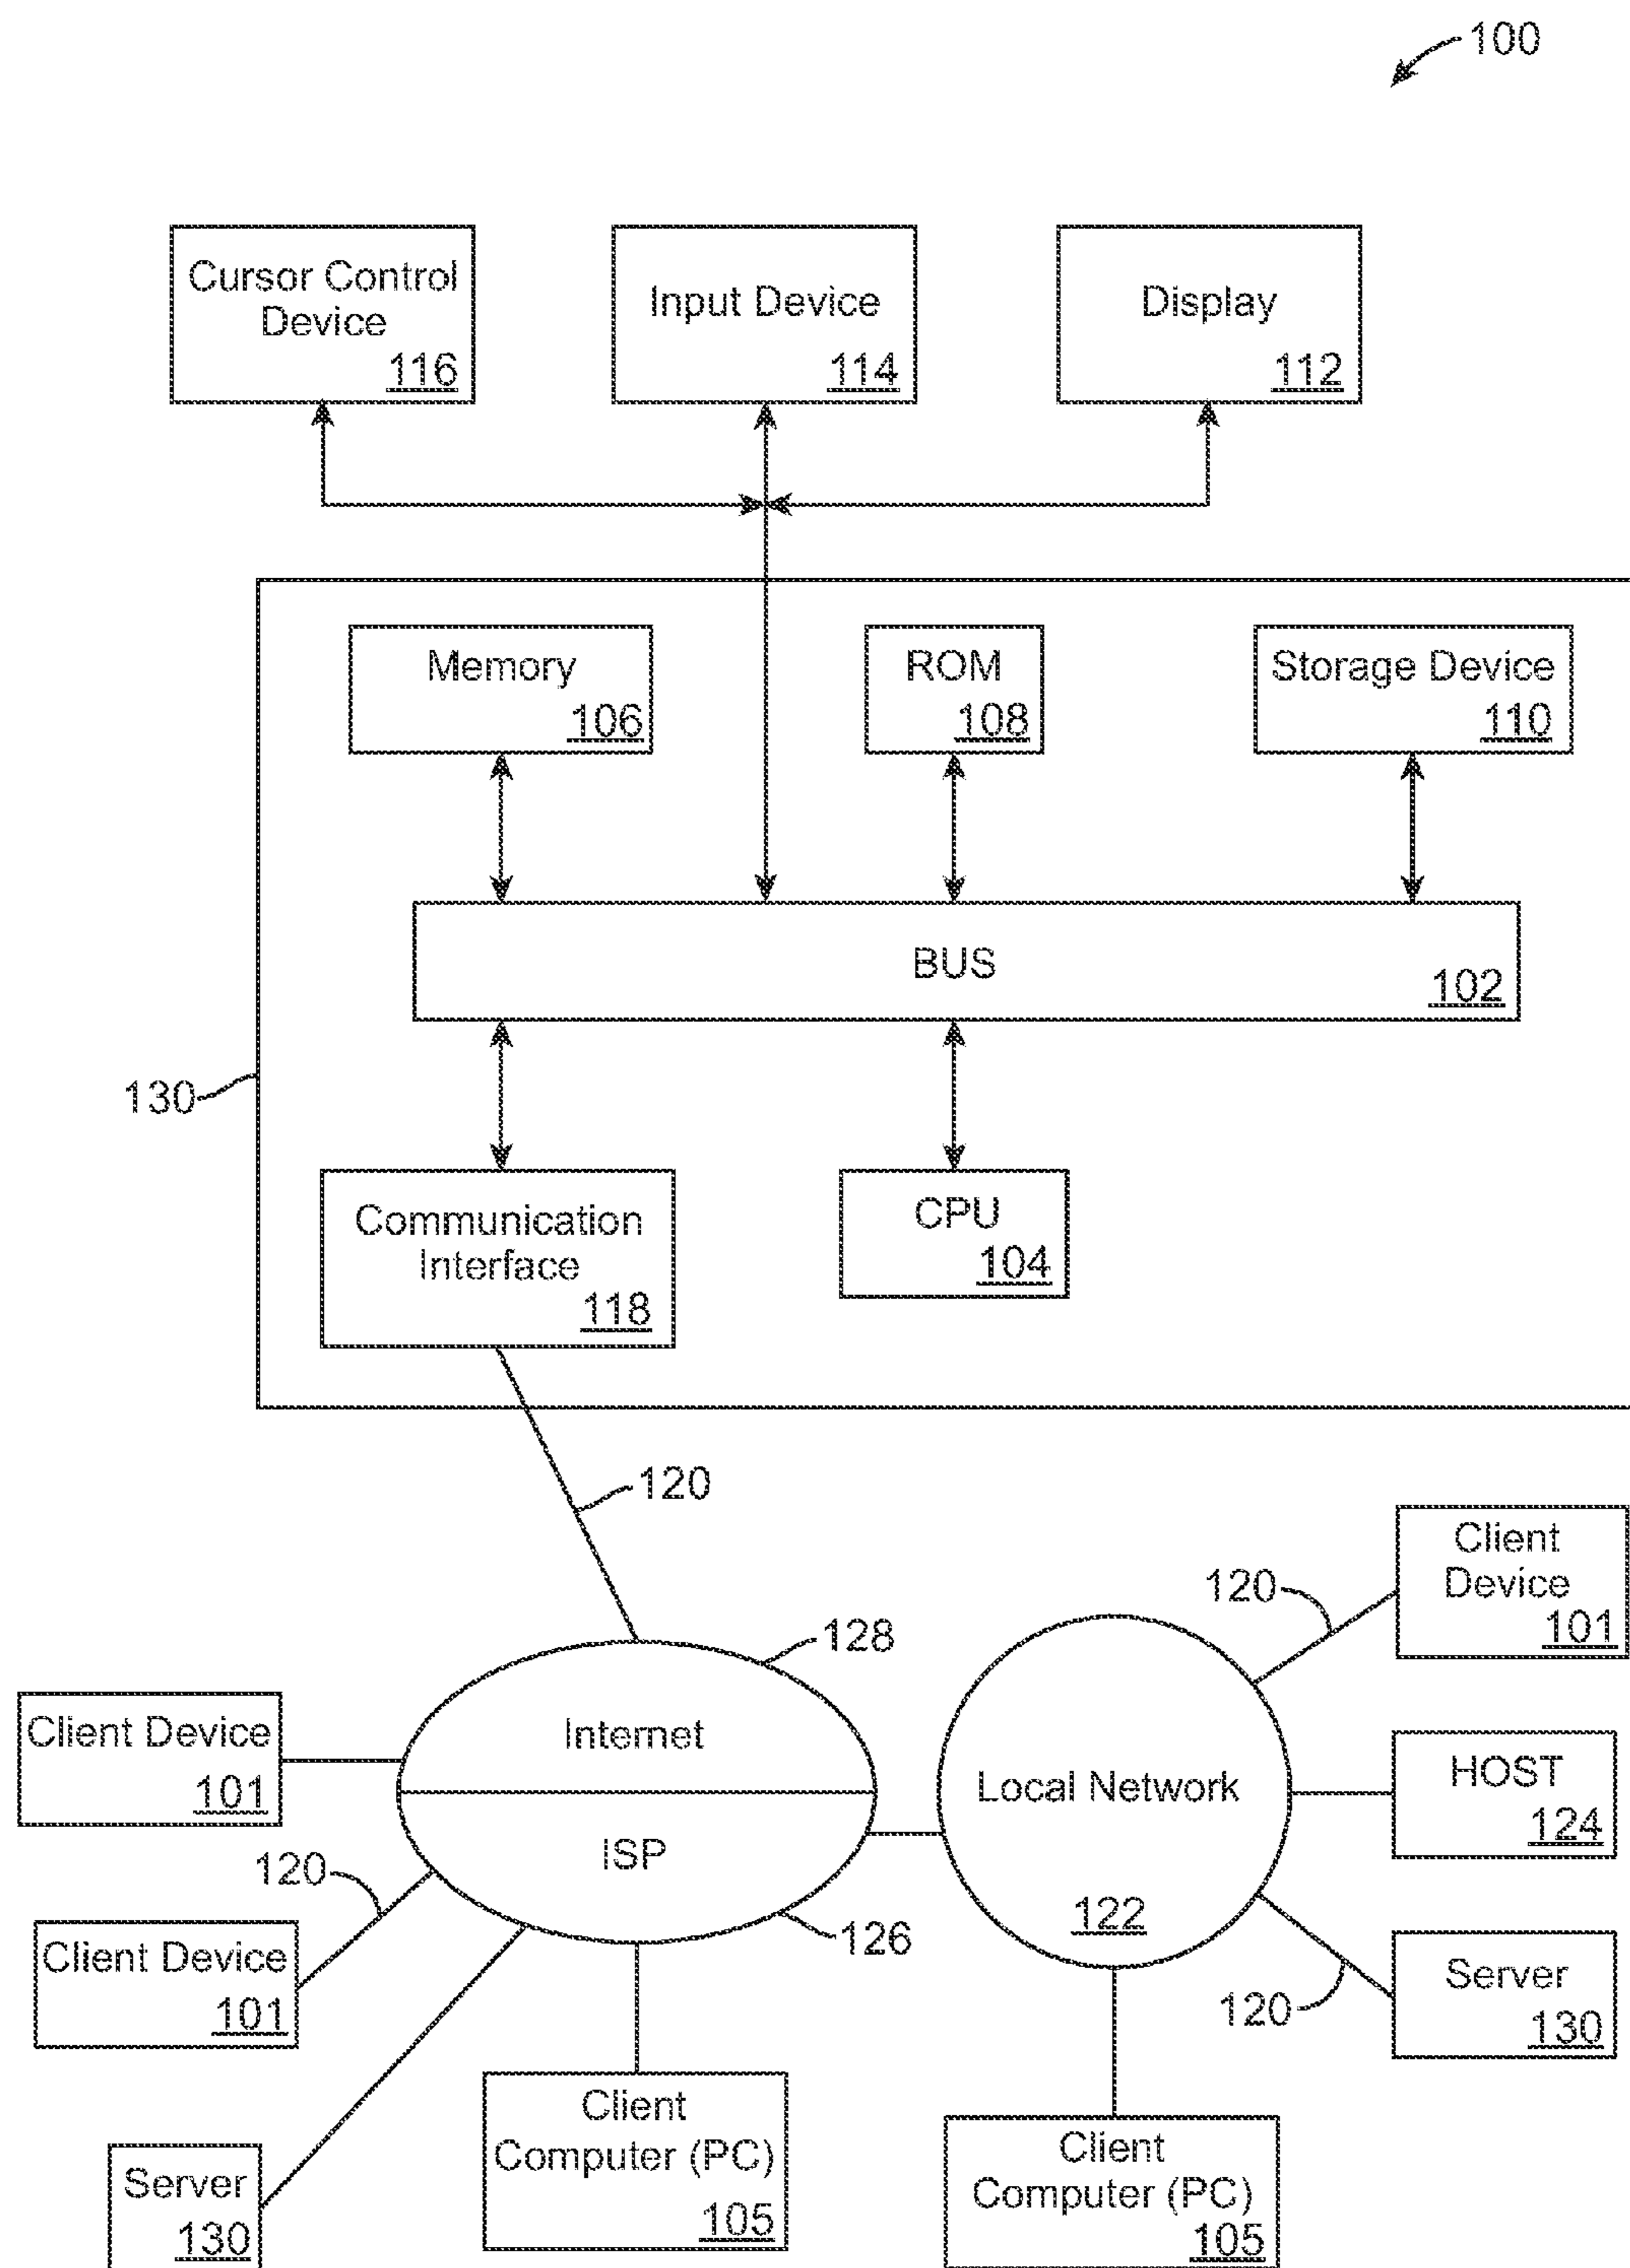 100
Cursor Control
Device
116
Input Device
114
Display
112
Memory
106
ROM
108
Storage Device
110
BUS
102
130
Communication
Interface
118
CPU
104
120
Client
Device
101
120
128
Internet
Client Device
101
Local Network
122
HOST
124
ISP
120
126
Client Device
101
Server
130
120
Client
Computer (PC)
105
Client
Computer (PC)
105
Server
130